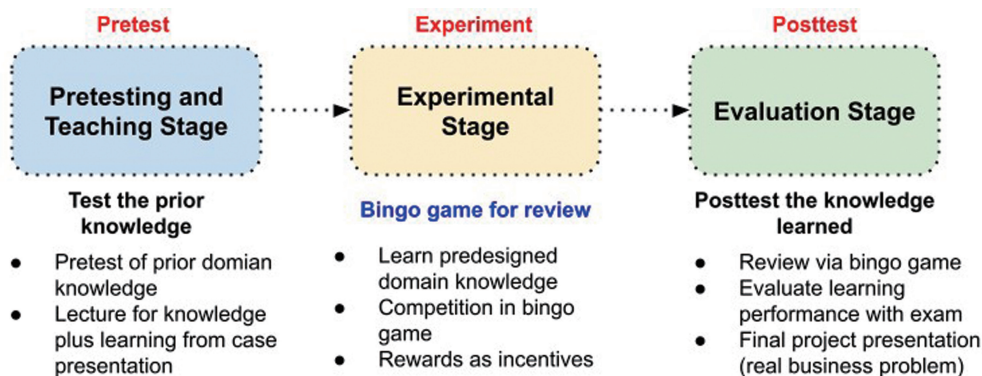 Pretest
Pretesting and
Teaching Stage
Test the prior
knowledge
● Pretest of prior domian
knowledge
● Lecture for knowledge
plus learning from case
presentation
Experiment
Experimental
Stage
Bingo game for review
● Learn predesigned
domain knowledge
● Competition in bingo
game
● Rewards as incentives
Posttest
Evaluation Stage
Posttest the knowledge
learned
● Review via bingo game
● Evaluate learning
performance with exam
● Final project presentation
(real business problem)